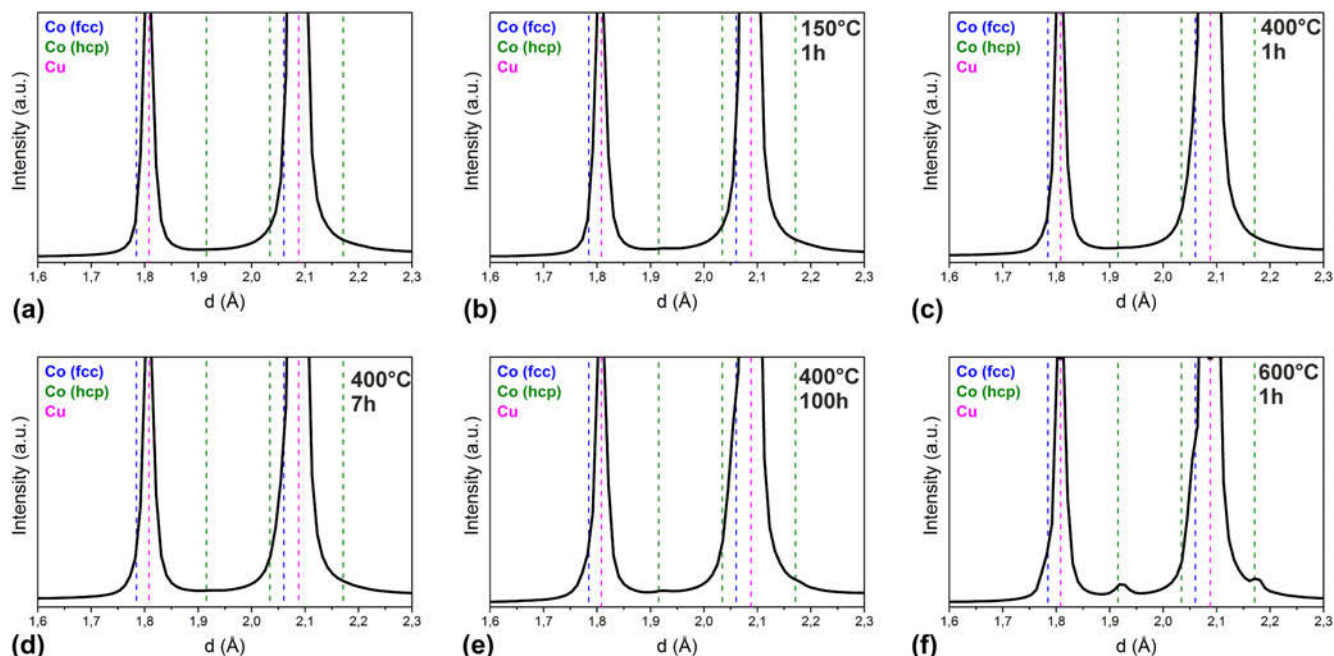 Co (fcc)
Co (hcp)
Cu
Intensity (a.u.)
1,6 1,7 1,8 1,9 2,0 2,1 2,2 2,3
d (Å)
(a)
Co (fcc)
Co (hcp)
Cu
150°C
1h
Intensity (a.u.)
1,6 1,7 1,8 1,9 2,0 2,1 2,2 2,3
d (Å)
(b)
Co (fcc)
Co (hcp)
Cu
400°C
1h
Intensity (a.u.)
1,6 1,7 1,8 1,9 2,0 2,1 2,2 2,3
d (Å)
(c)
Co (fcc)
Co (hcp)
Cu
400°C
7h
Intensity (a.u.)
1,6 1,7 1,8 1,9 2,0 2,1 2,2 2,3
d (Å)
(d)
Co (fcc)
Co (hcp)
Cu
400°C
100h
Intensity (a.u.)
1,6 1,7 1,8 1,9 2,0 2,1 2,2 2,3
d (Å)
(e)
Co (fcc)
Co (hcp)
Cu
600°C
1h
Intensity (a.u.)
1,6 1,7 1,8 1,9 2,0 2,1 2,2 2,3
d (Å)
(f)